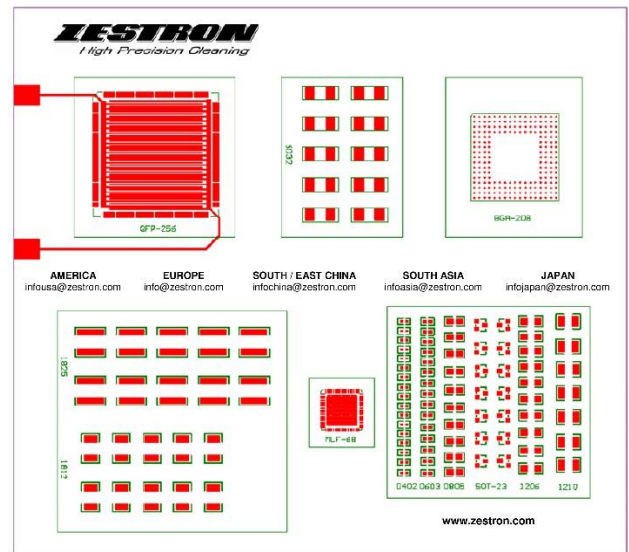 ZESTRON
High Precision Cleaning
QFP-256
6032
BGA-208
AMERICA EUROPE SOUTH / EAST CHINA SOUTH ASIA JAPAN
infousa@zestron.com info@zestron.com infochina@zestron.com infoasia@zestron.com infojapan@zestron.com
1825
1812
MLF-68
0402 0603 0805 SOT-23 1206 1210
www.zestron.com